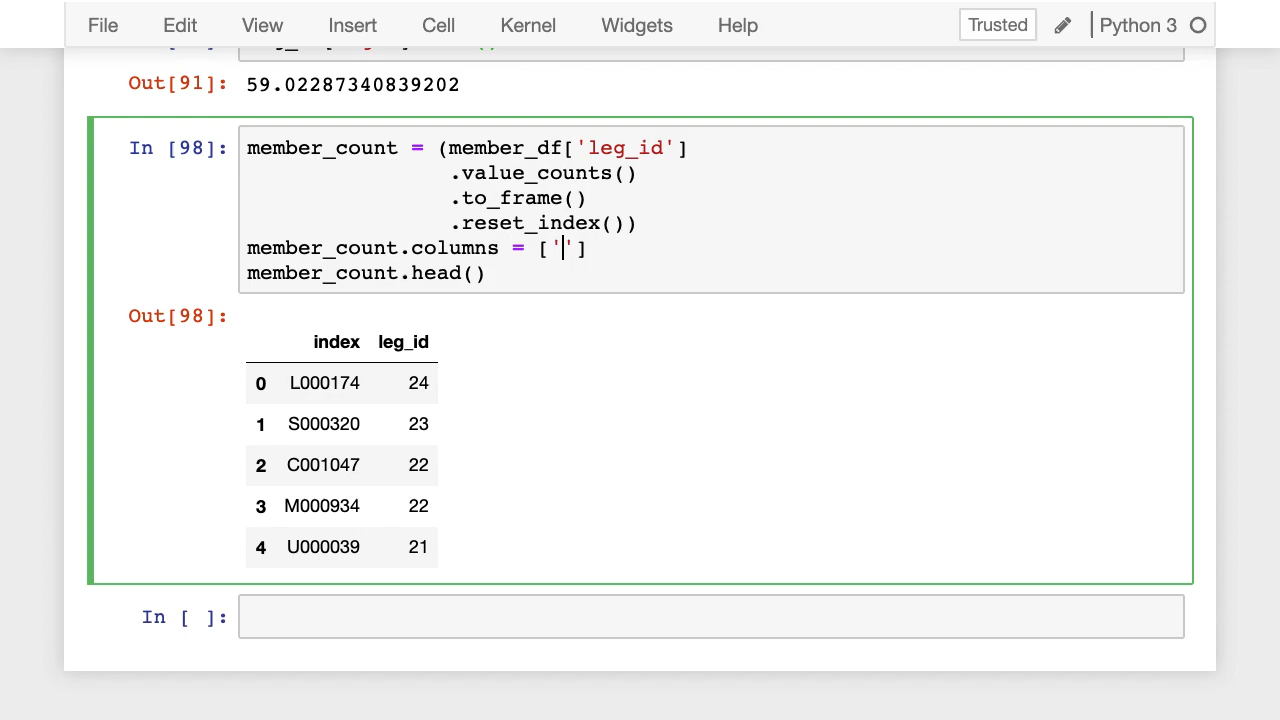 File Edit View Insert Cell Kernel Widgets Help Trusted Python 3
Out[91]: 59.02287340839202
In [98]: member_count = (member_df['leg_id']
.value_counts()
.to_frame()
.reset_index())
member_count.columns = ['']
member_count.head()
Out[98]:
index leg_id
0 L000174 24
1 S000320 23
2 C001047 22
3 M000934 22
4 U000039 21
In [ ]: